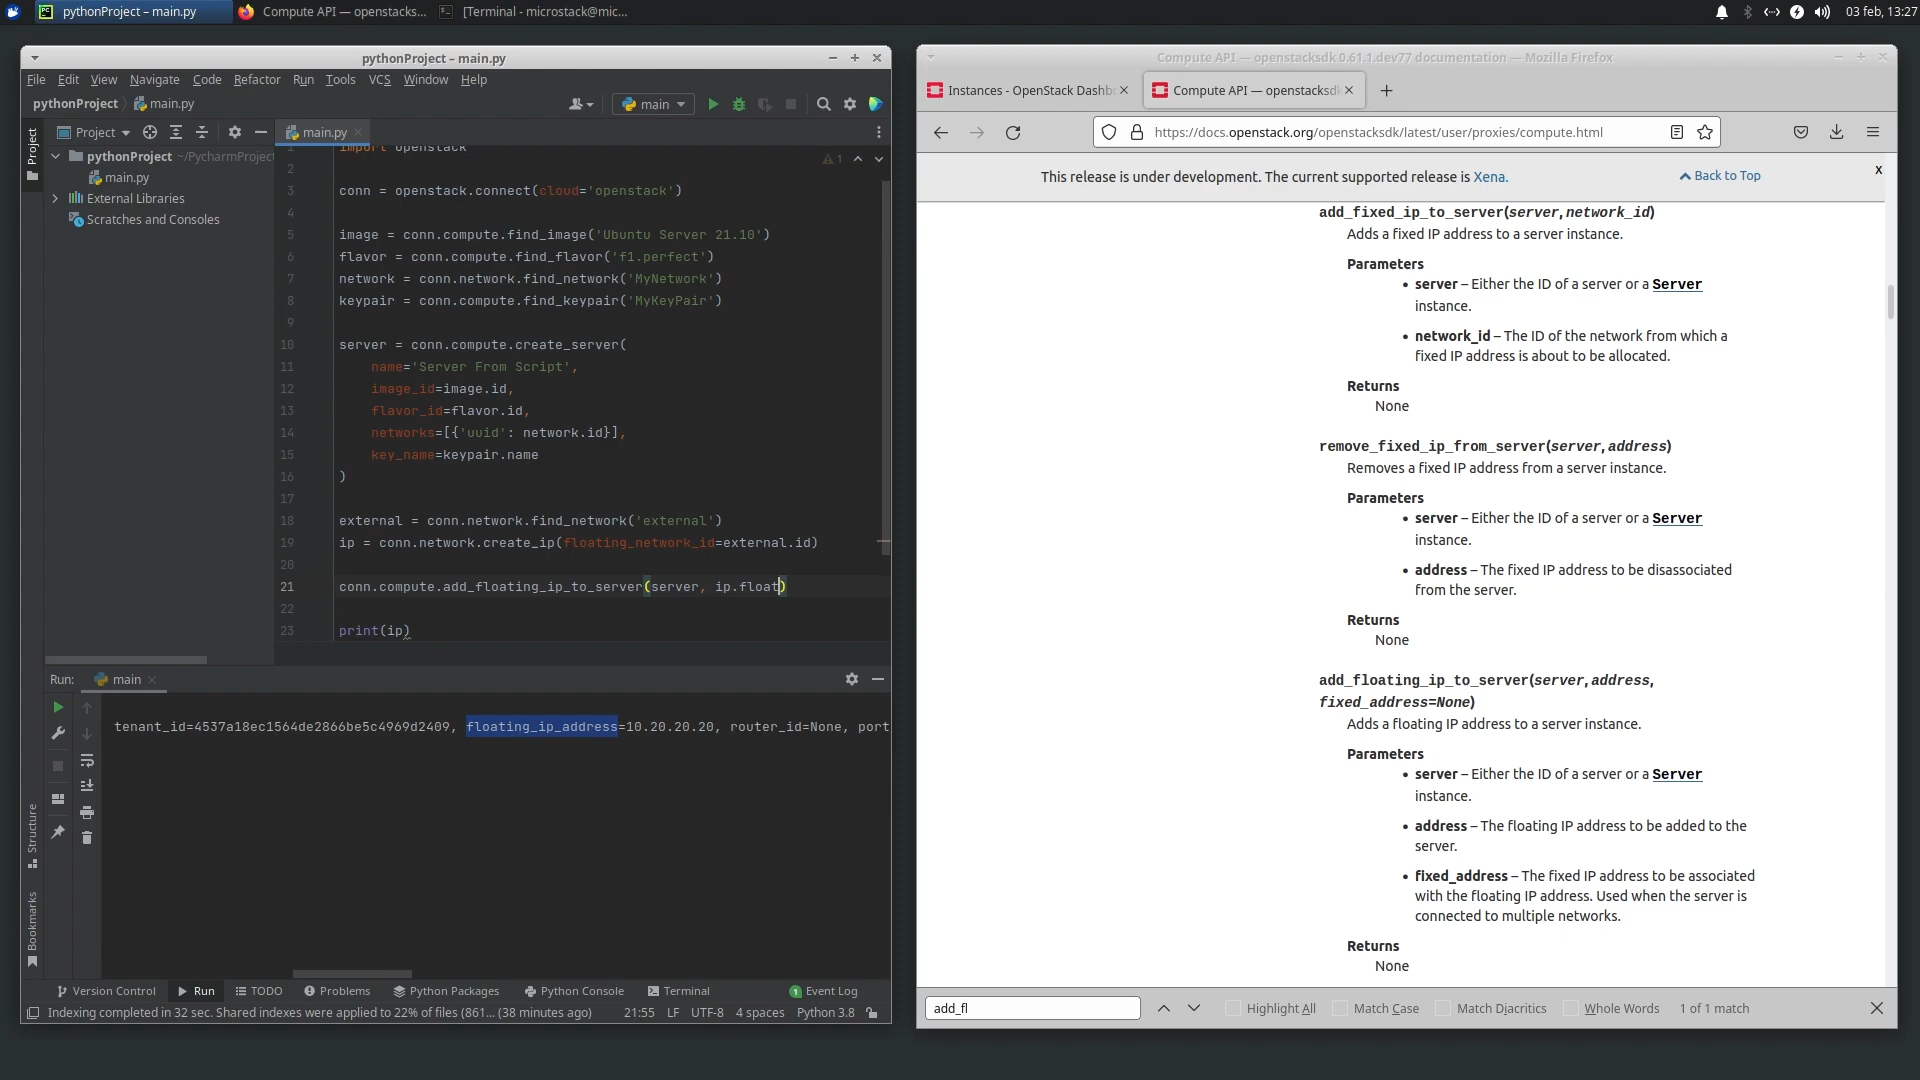 pythonProject – main.py
Compute API — openstacks...
[Terminal - microstack@mic...
03 feb, 13:27
pythonProject – main.py
File Edit View Navigate Code Refactor Run Tools VCS Window Help
pythonProject
main.py
main
Project
Project
main.py
pythonProject ~/PycharmProject
main.py
External Libraries
Scratches and Consoles
1
1 import openstack
2
3 conn = openstack.connect(cloud='openstack')
4
5 image = conn.compute.find_image('Ubuntu Server 21.10')
6 flavor = conn.compute.find_flavor('f1.perfect')
7 network = conn.network.find_network('MyNetwork')
8 keypair = conn.compute.find_keypair('MyKeyPair')
9
10 server = conn.compute.create_server(
11 name='Server From Script',
12 image_id=image.id,
13 flavor_id=flavor.id,
14 networks=[{'uuid': network.id}],
15 key_name=keypair.name
16 )
17
18 external = conn.network.find_network('external')
19 ip = conn.network.create_ip(floating_network_id=external.id)
20
21 conn.compute.add_floating_ip_to_server(server, ip.float)
22
23 print(ip)
Run: main
tenant_id=4537a18ec1564de2866be5c4969d2409, floating_ip_address=10.20.20.20, router_id=None, port
Structure
Bookmarks
Version Control Run TODO Problems Python Packages Python Console Terminal 1 Event Log
Indexing completed in 32 sec. Shared indexes were applied to 22% of files (861... (38 minutes ago) 21:55 LF UTF-8 4 spaces Python 3.8
Compute API — openstacksdk 0.61.1.dev77 documentation — Mozilla Firefox
Instances - OpenStack Dashbo
Compute API — openstacksdk
https://docs.openstack.org/openstacksdk/latest/user/proxies/compute.html
This release is under development. The current supported release is Xena.
Back to Top
x
add_fixed_ip_to_server(server, network_id)
Adds a fixed IP address to a server instance.
Parameters
• server – Either the ID of a server or a Server
instance.
• network_id – The ID of the network from which a
fixed IP address is about to be allocated.
Returns
None
remove_fixed_ip_from_server(server, address)
Removes a fixed IP address from a server instance.
Parameters
• server – Either the ID of a server or a Server
instance.
• address – The fixed IP address to be disassociated
from the server.
Returns
None
add_floating_ip_to_server(server, address,
fixed_address=None)
Adds a floating IP address to a server instance.
Parameters
• server – Either the ID of a server or a Server
instance.
• address – The floating IP address to be added to the
server.
• fixed_address – The fixed IP address to be associated
with the floating IP address. Used when the server is
connected to multiple networks.
Returns
None
add_fl
Highlight All Match Case Match Diacritics Whole Words 1 of 1 match